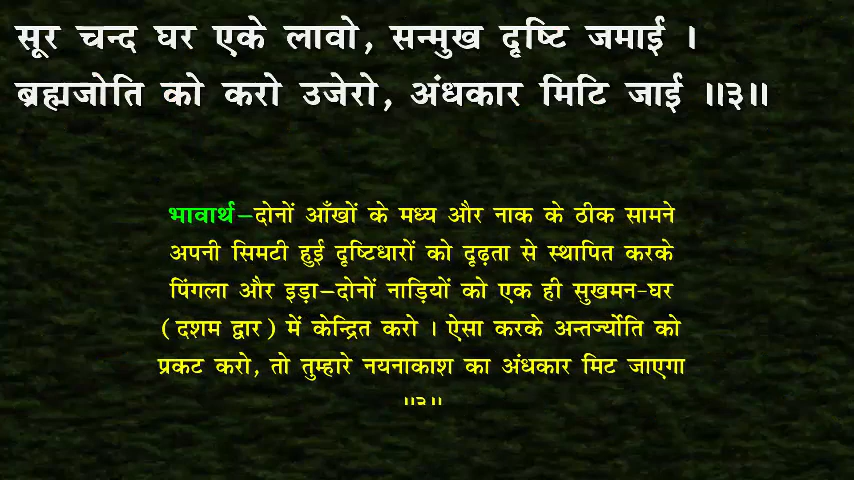 सूर चन्द घर एके लावो, सन्मुख दृष्टि जमाई ।
ब्रह्मजोति को करो उजेरो, अंधकार मिटि जाई ॥३॥
भावार्थ–दोनों आँखों के मध्य और नाक के ठीक सामने
अपनी सिमटी हुई दृष्टिधारों को दृढ़ता से स्थापित करके
पिंगला और इड़ा–दोनों नाड़ियों को एक ही सुखमन-घर
(दशम द्वार) में केन्द्रित करो । ऐसा करके अन्तर्ज्योति को
प्रकट करो, तो तुम्हारे नयनाकाश का अंधकार मिट जाएगा
॥३॥